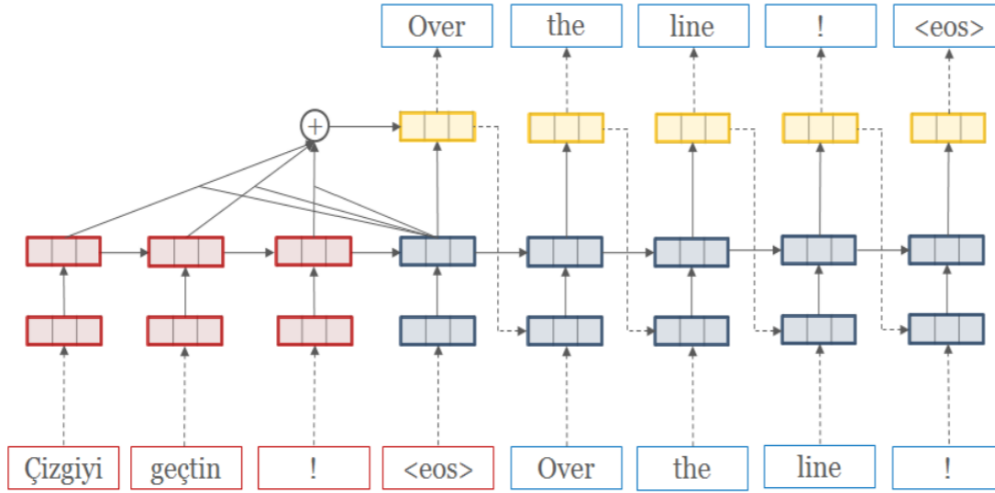 Over the line ! <eos>
+
Çizgiyi geçtin ! <eos> Over the line !